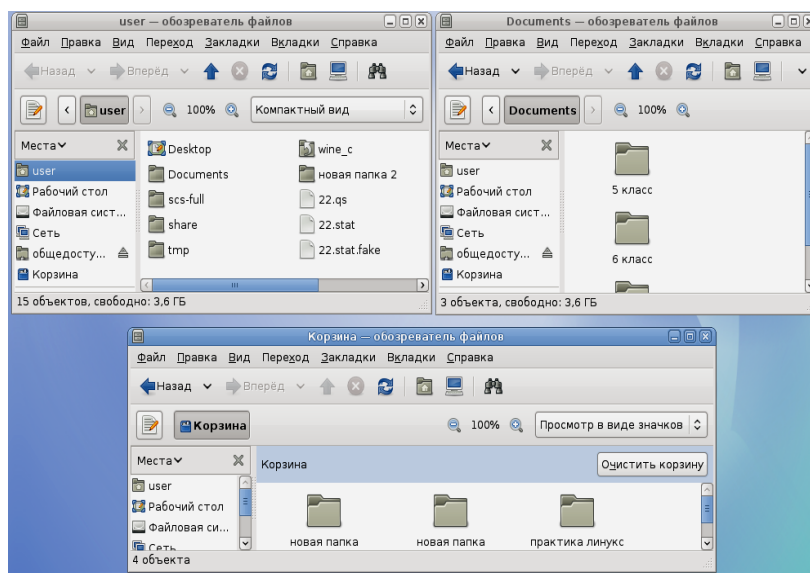 user — обозреватель файлов
Файл Правка Вид Переход Закладки Вкладки Справка
Назад Вперёд
user 100% Компактный вид
Места
user
Рабочий стол
Файловая сист...
Сеть
общедосту...
Корзина
Desktop
Documents
scs-full
share
tmp
wine_c
новая папка 2
22.qs
22.stat
22.stat.fake
15 объектов, свободно: 3,6 ГБ
Documents — обозреватель файлов
Файл Правка Вид Переход Закладки Вкладки Справка
Назад Вперёд
Documents 100%
Места
user
Рабочий стол
Файловая сист...
Сеть
общедосту...
Корзина
5 класс
6 класс
3 объекта, свободно: 3,6 ГБ
Корзина — обозреватель файлов
Файл Правка Вид Переход Закладки Вкладки Справка
Назад Вперёд
Корзина 100% Просмотр в виде значков
Места
user
Рабочий стол
Файловая си...
Сеть
Корзина Очистить корзину
новая папка новая папка практика линукс
4 объекта